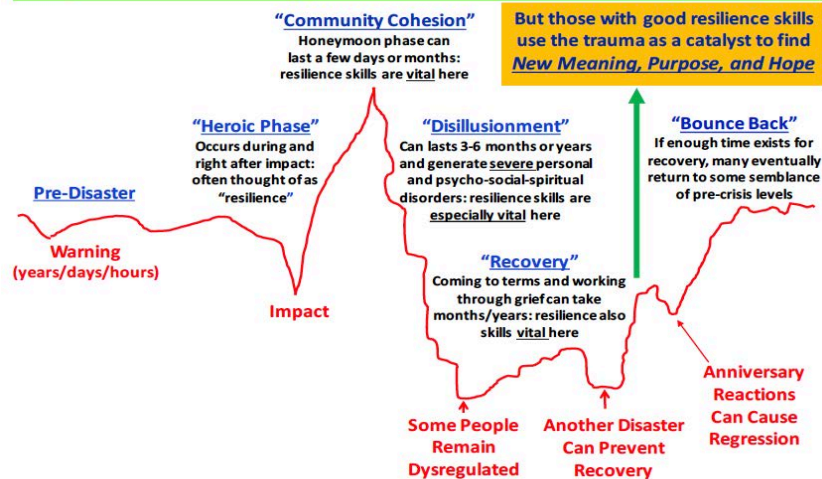 “Community Cohesion”
Honeymoon phase can
last a few days or months:
resilience skills are vital here
But those with good resilience skills
use the trauma as a catalyst to find
New Meaning, Purpose, and Hope
“Heroic Phase”
Occurs during and
right after impact:
often thought of as
“resilience”
“Disillusionment”
Can lasts 3-6 months or years
and generate severe personal
and psycho-social-spiritual
disorders: resilience skills are
especially vital here
“Bounce Back”
If enough time exists for
recovery, many eventually
return to some semblance
of pre-crisis levels
Pre-Disaster
Warning
(years/days/hours)
Impact
“Recovery”
Coming to terms and working
through grief can take
months/years: resilience also
skills vital here
Some People
Remain
Dysregulated
Another Disaster
Can Prevent
Recovery
Anniversary
Reactions
Can Cause
Regression